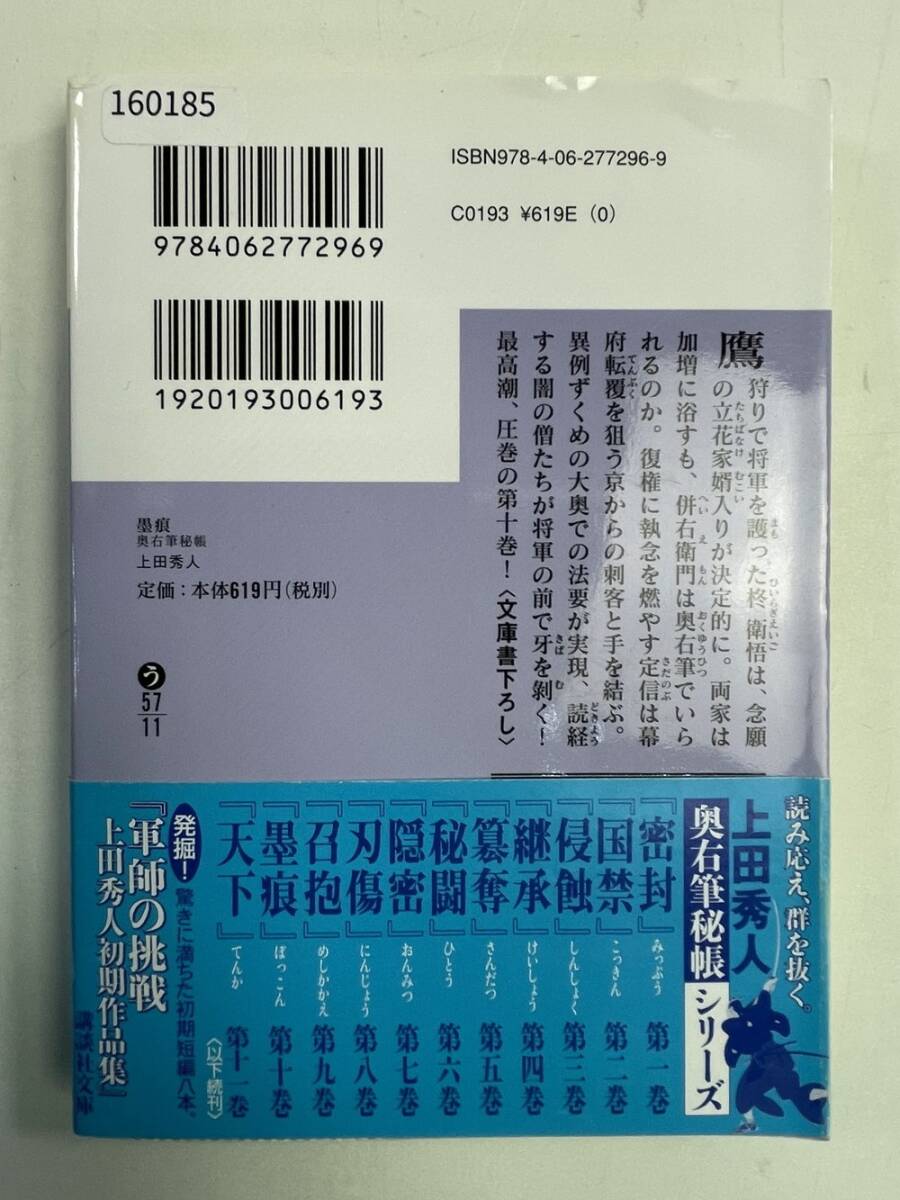 160185
ISBN978-4-06-277296-9
C0193 ¥619E (0)
9784062772969
1920193006193
鷹狩りで将軍を護った柊衛悟は、念願
の立花家婿入りが決定的に。両家は
加増に浴すも、併右衛門は奥右筆でいら
れるのか。復権に執念を燃やす定信は幕
府転覆を狙う京からの刺客と手を結ぶ。
異例ずくめの大奥での法要が実現、読経
する闇の僧たちが将軍の前で牙を剝く!
最高潮、圧巻の第十巻!〈文庫書下ろし〉
墨痕
奥右筆秘帳
上田秀人
定価:本体619円(税別)
う
57
11
読み応え、群を抜く。
上田秀人
奥右筆秘帳シリーズ
『密封』みっぷう 第一巻
『国禁』こっきん 第二巻
『侵蝕』しんしょく 第三巻
『継承』けいしょう 第四巻
『簒奪』さんだつ 第五巻
『秘闘』ひとう 第六巻
『隠密』おんみつ 第七巻
『刃傷』にんじょう 第八巻
『召抱』めしかかえ 第九巻
『墨痕』ぼっこん 第十巻
『天下』てんか 第十一巻
〈以下続刊〉
発掘! 驚きに満ちた初期短編八本。
『軍師の挑戦
上田秀人初期作品集』
講談社文庫